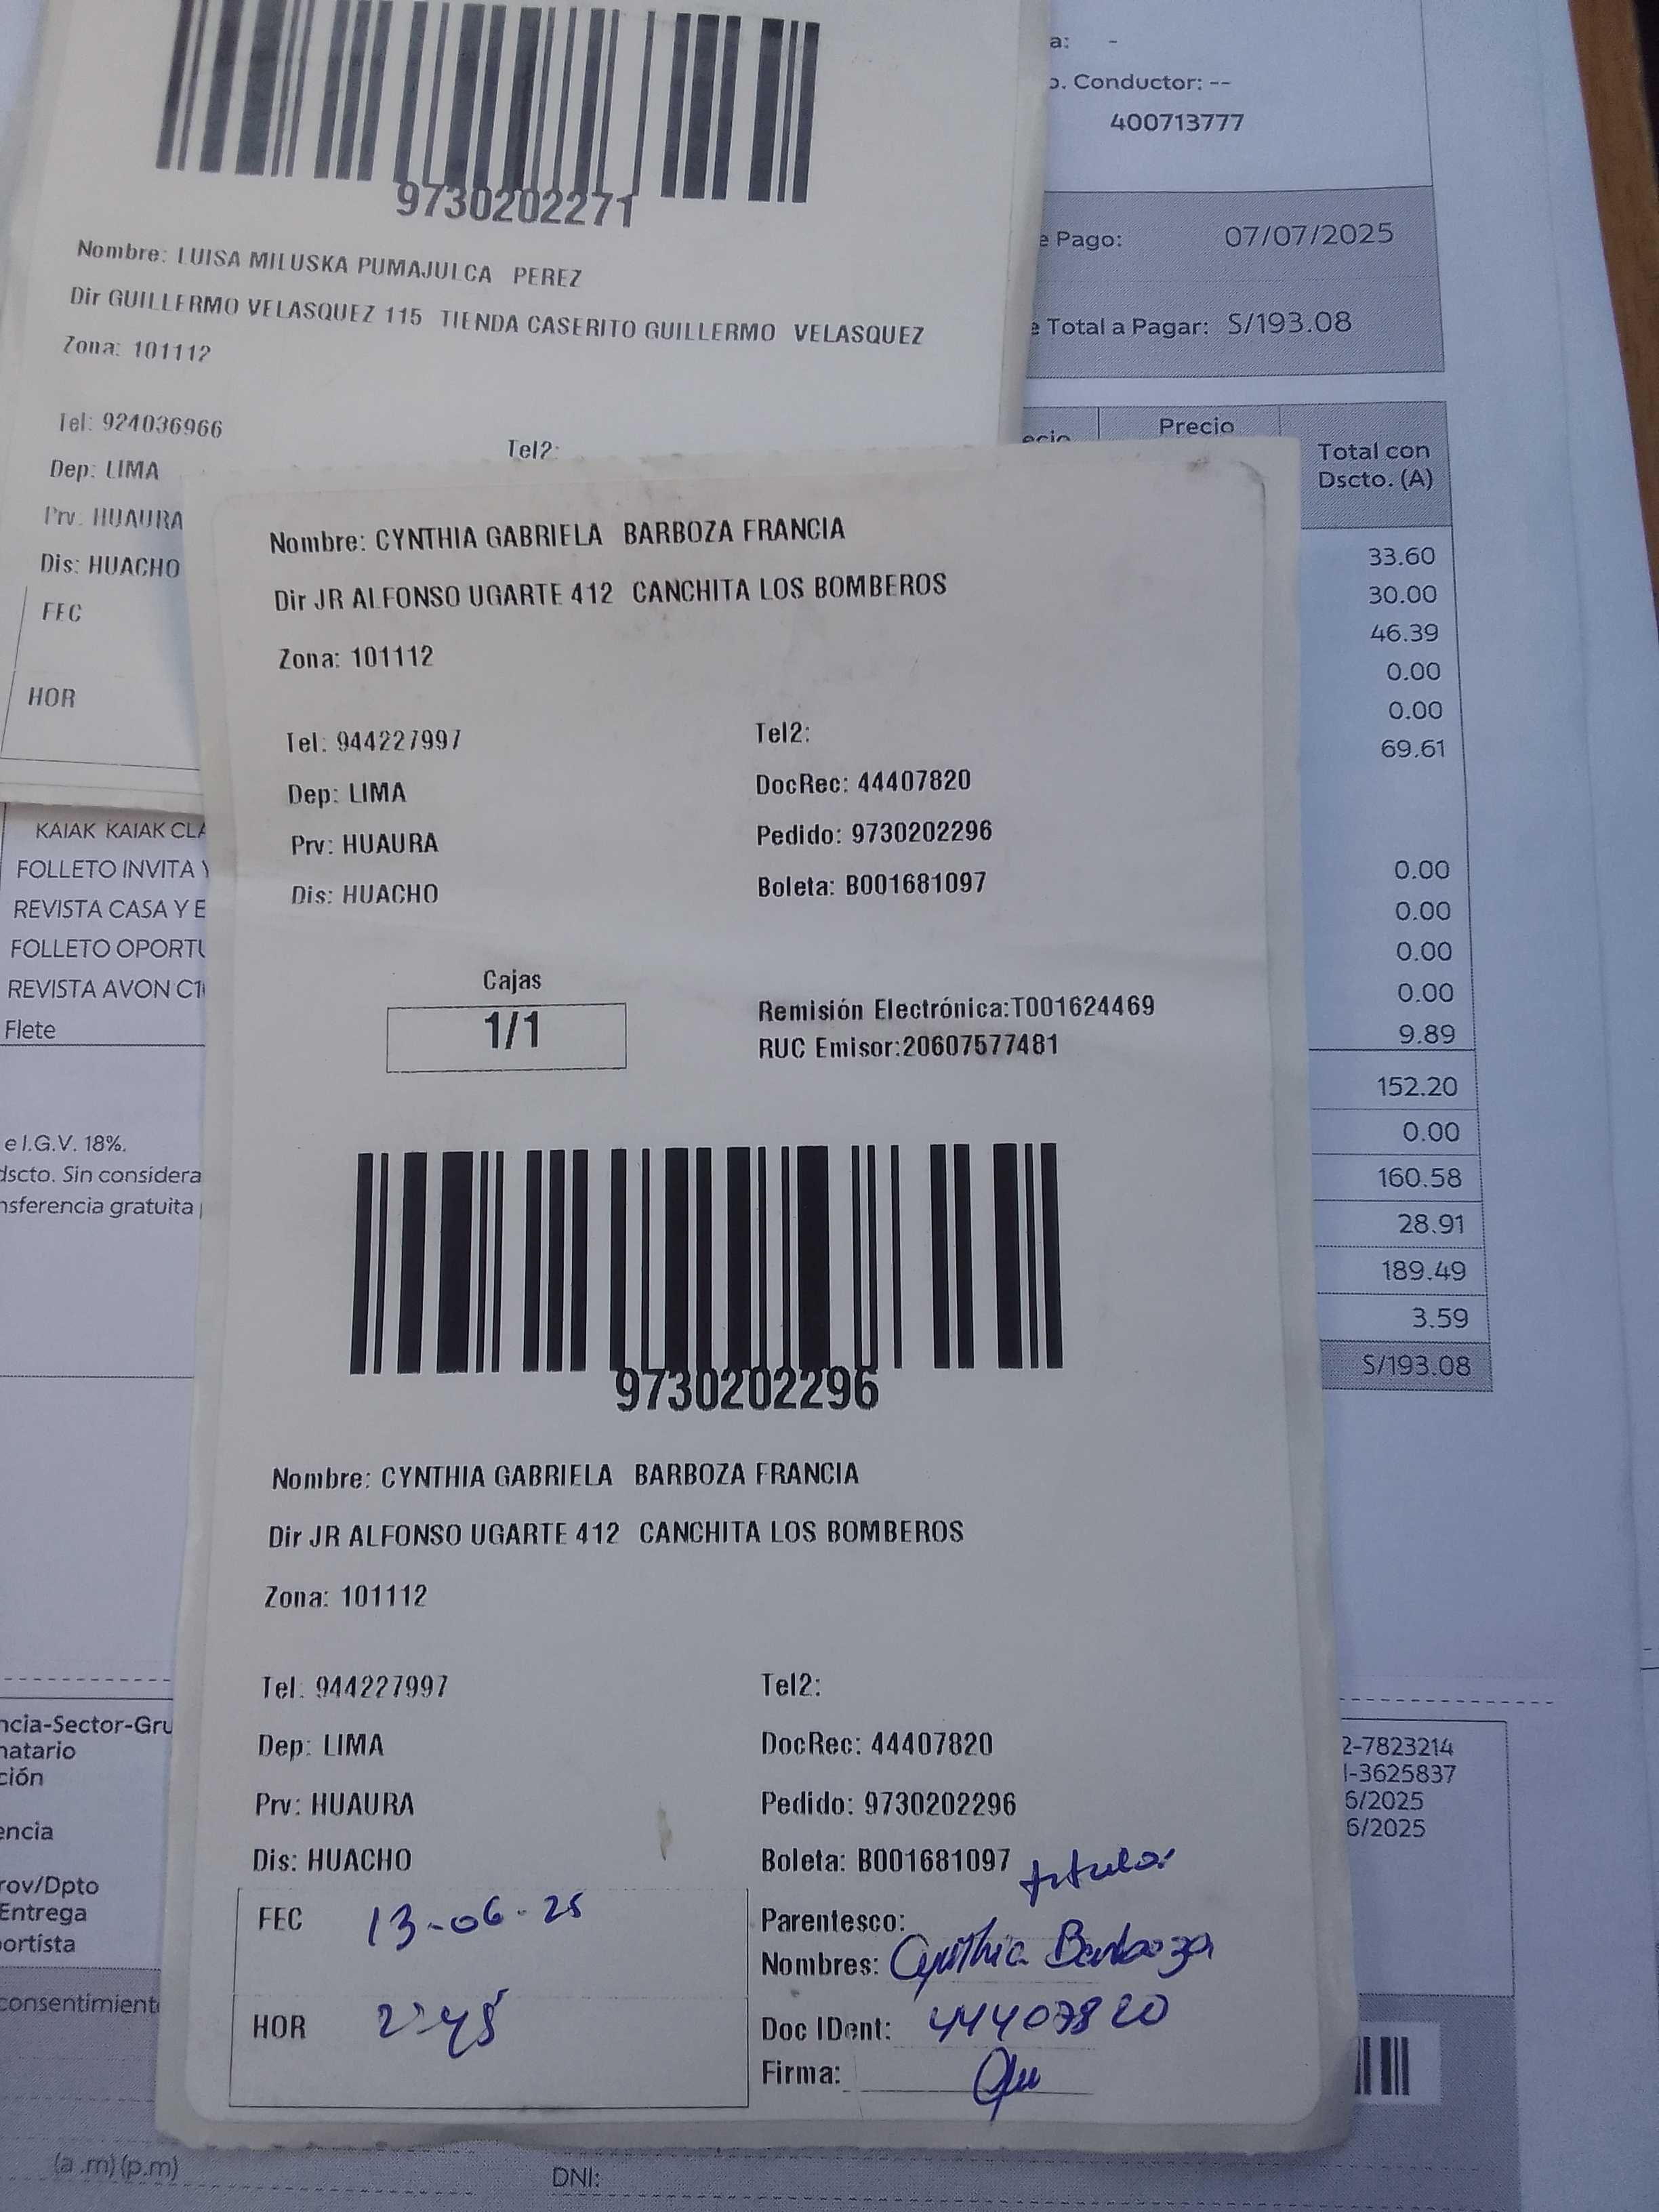 9730202271
Nombre: LUISA MILUSKA PUMAJULCA PEREZ
Dir GUILLERMO VELASQUEZ 115 TIENDA CASERITO GUILLERMO VELASQUEZ
Zona: 101112
Tel: 924036966
Tel2:
Dep: LIMA
Prv: HUAURA
Dis: HUACHO
FEC
HOR
a: -
o. Conductor: --
400713777
e Pago: 07/07/2025
e Total a Pagar: S/193.08
Precio
Total con
Dscto. (A)
33.60
30.00
46.39
0.00
0.00
69.61
KAIAK KAIAK CLA
FOLLETO INVITA Y 0.00
REVISTA CASA Y E 0.00
FOLLETO OPORTU 0.00
REVISTA AVON C1 0.00
Flete 9.89
152.20
0.00
160.58
28.91
189.49
3.59
S/193.08
e I.G.V. 18%.
dscto. Sin considera
nsferencia gratuita
Nombre: CYNTHIA GABRIELA BARBOZA FRANCIA
Dir JR ALFONSO UGARTE 412 CANCHITA LOS BOMBEROS
Zona: 101112
Tel: 944227997 Tel2:
Dep: LIMA DocRec: 44407820
Prv: HUAURA Pedido: 9730202296
Dis: HUACHO Boleta: B001681097
Cajas
1/1
Remisión Electrónica:T001624469
RUC Emisor:20607577481
9730202296
Nombre: CYNTHIA GABRIELA BARBOZA FRANCIA
Dir JR ALFONSO UGARTE 412 CANCHITA LOS BOMBEROS
Zona: 101112
Tel: 944227997 Tel2:
Dep: LIMA DocRec: 44407820
Prv: HUAURA Pedido: 9730202296
Dis: HUACHO Boleta: B001681097
FEC 13-06-25
HOR 2:45
Parentesco: titular
Nombres: Cynthia Barboza
Doc IDent: 44407820
Firma:
ncia-Sector-Gru
natario
ción
encia
rov/Dpto
Entrega
portista
consentimient
2-7823214
-3625837
6/2025
6/2025
(a .m) (p.m)
DNI: